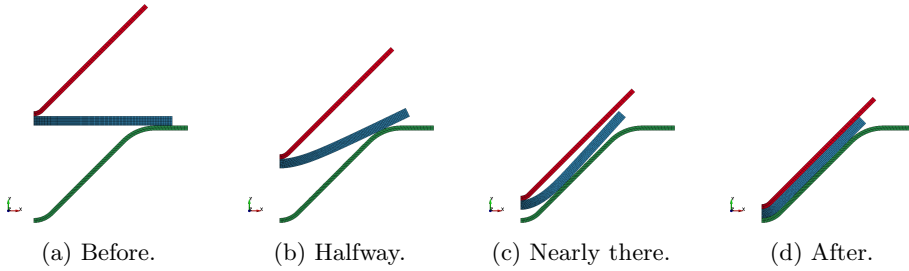 (a) Before.
(b) Halfway.
(c) Nearly there.
(d) After.